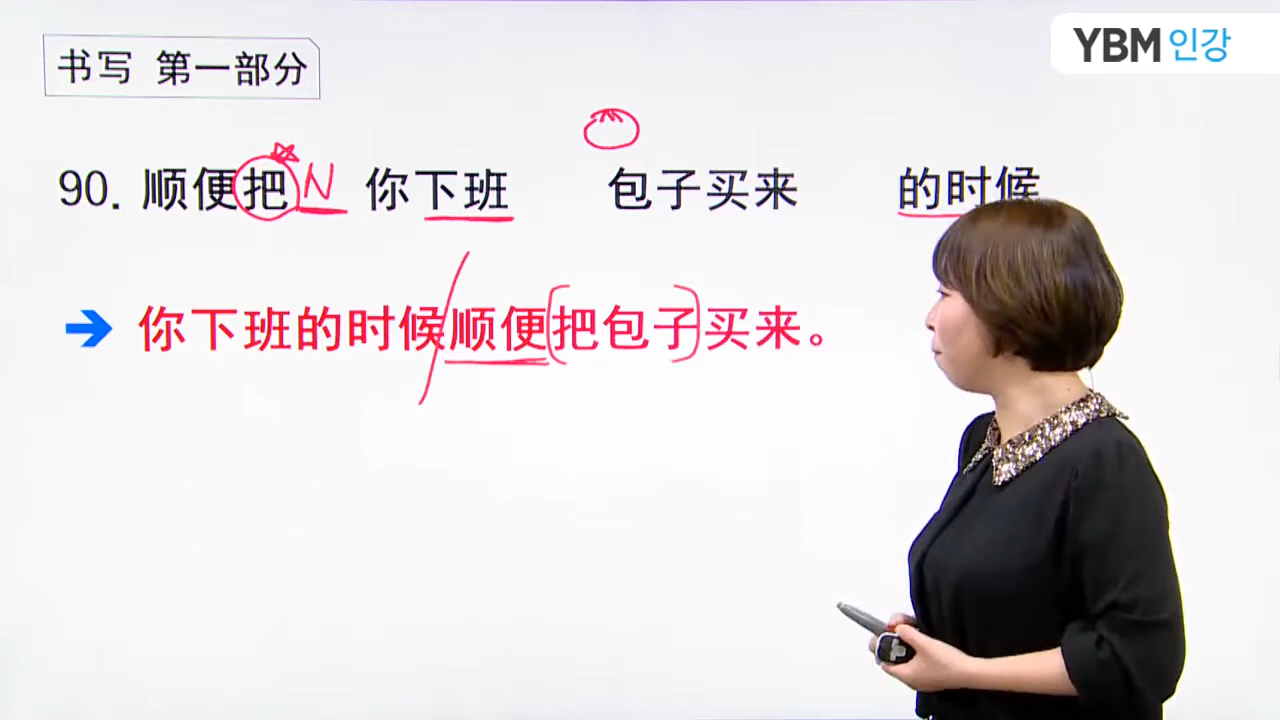 书写 第一部分
YBM 인강
90. 顺便把 N 你下班 包子买来 的时候
你下班的时候顺便把包子买来。